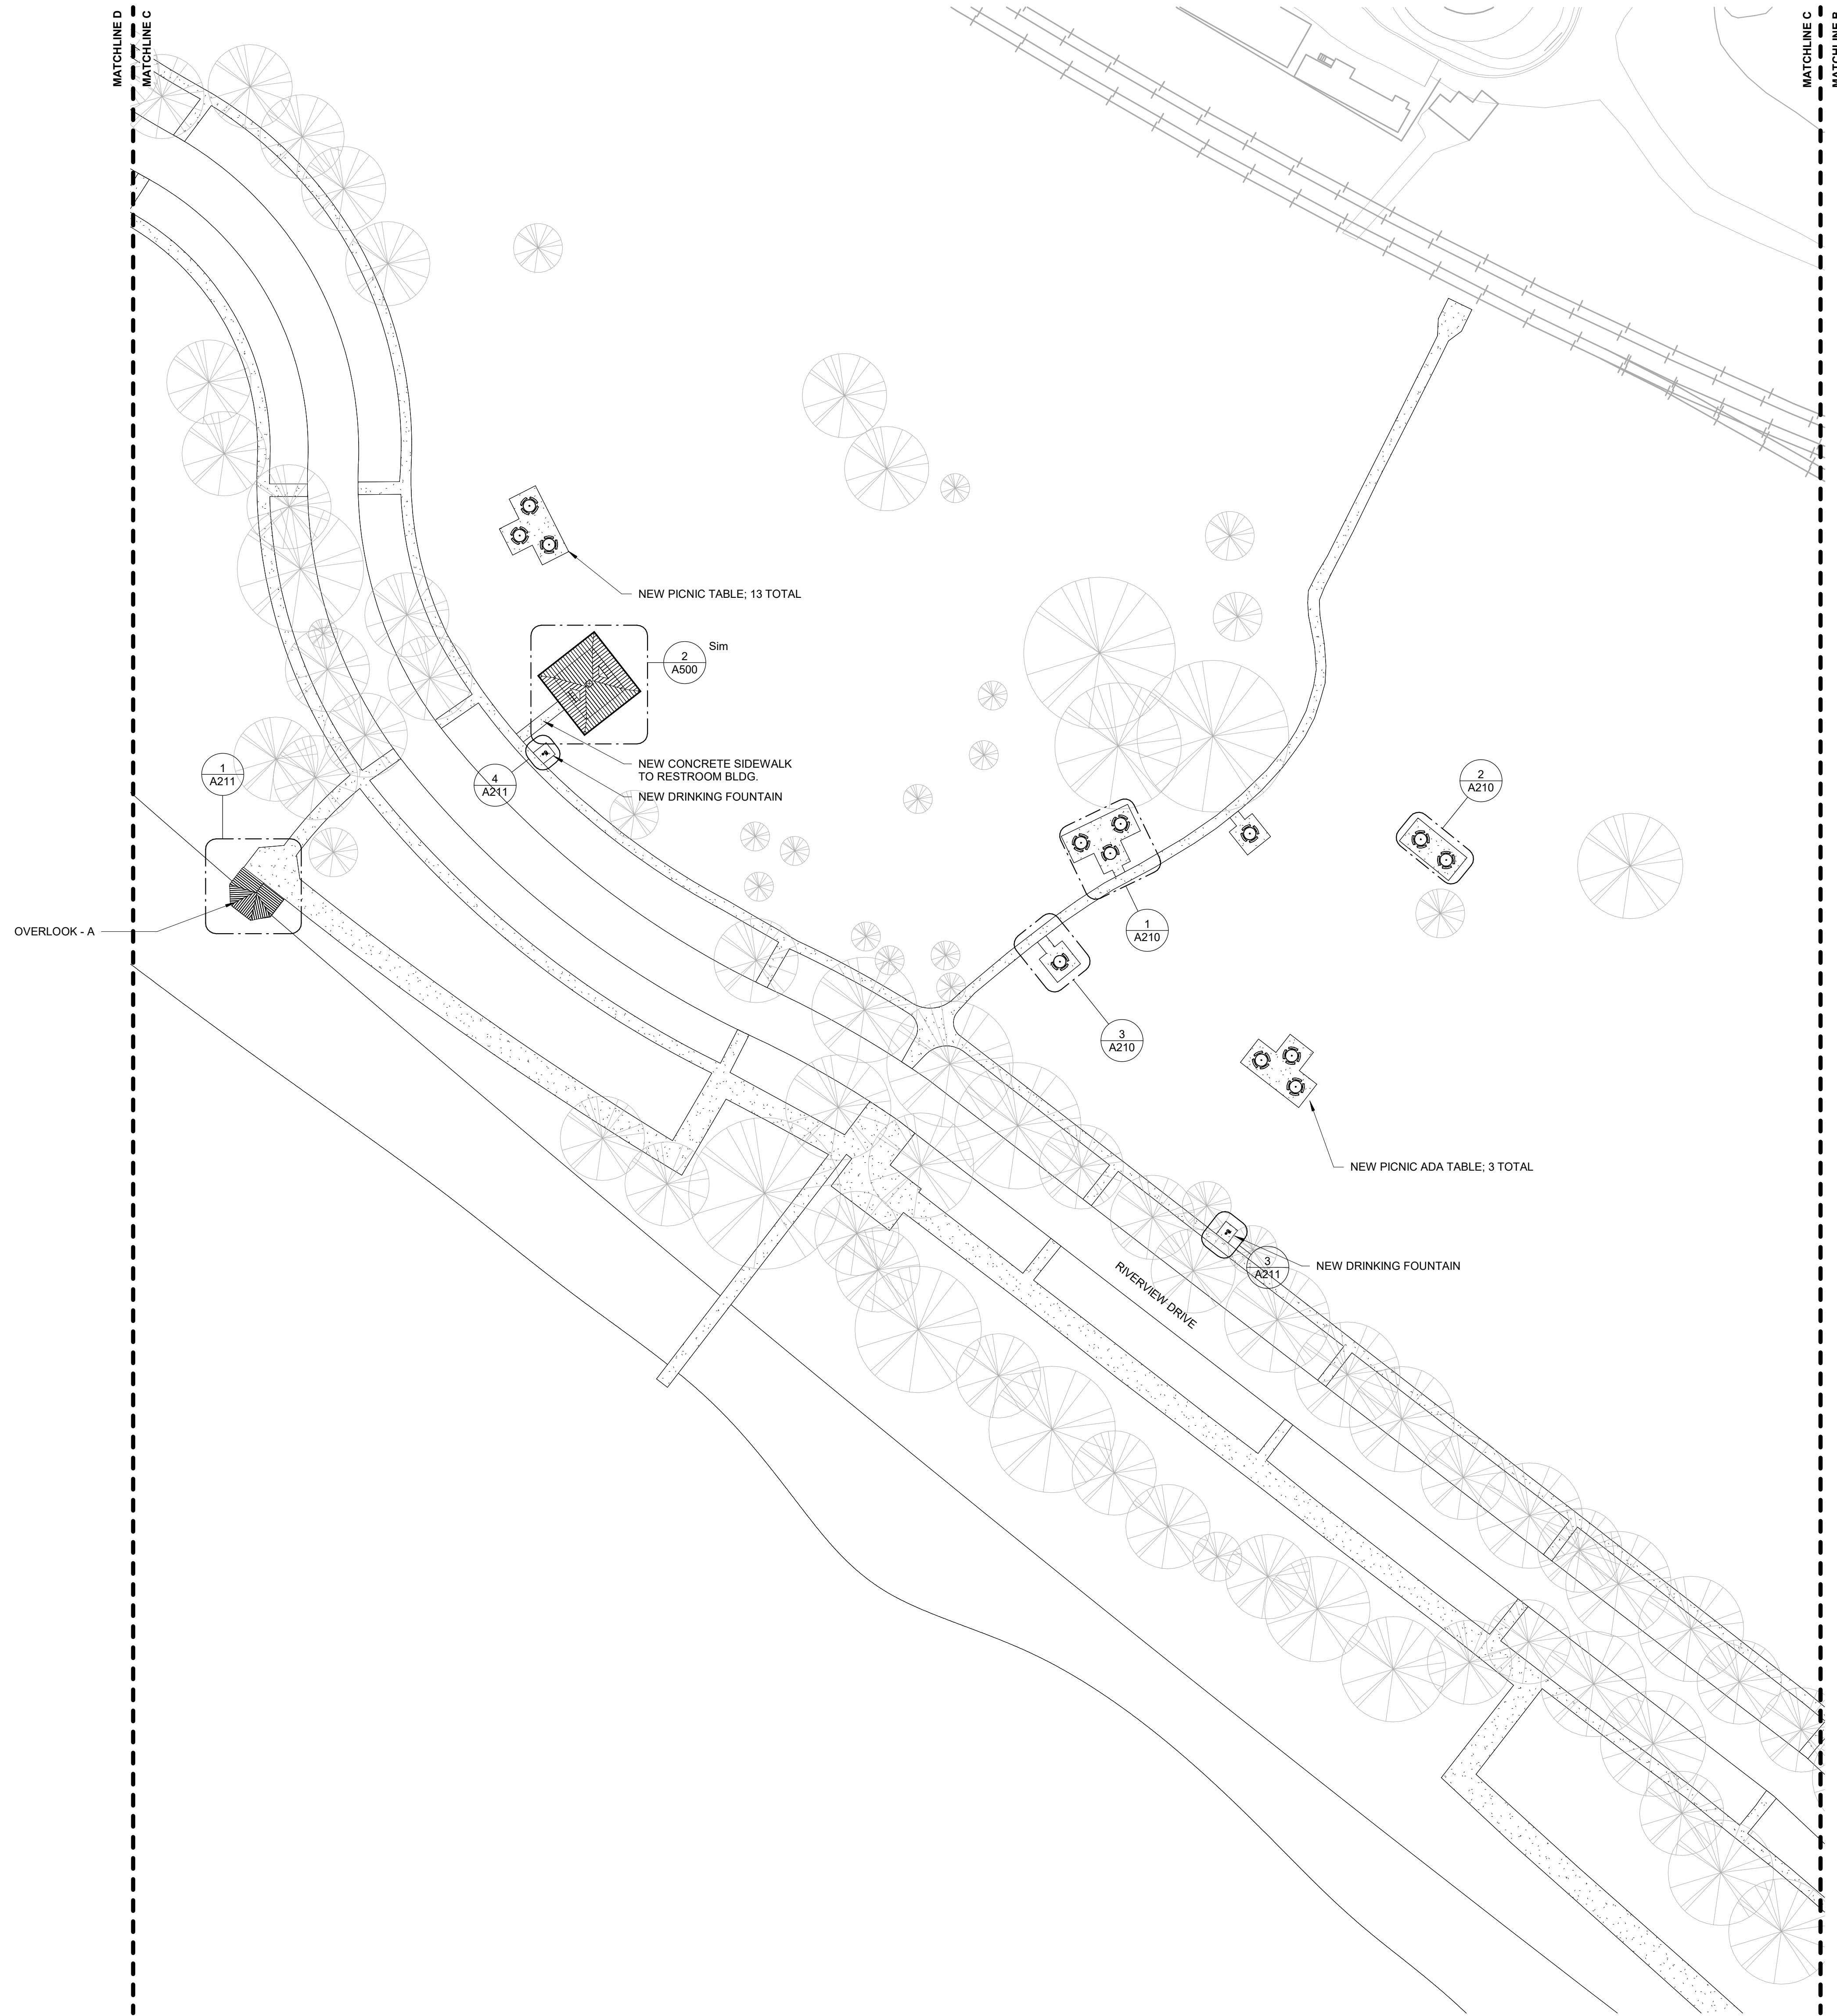 MATCHLINE D
MATCHLINE C
MATCHLINE C
MATCHLINE B
NEW PICNIC TABLE; 13 TOTAL
2
A500
Sim
NEW CONCRETE SIDEWALK
TO RESTROOM BLDG.
NEW DRINKING FOUNTAIN
4
A211
1
A211
OVERLOOK - A
2
A210
1
A210
3
A210
NEW PICNIC ADA TABLE; 3 TOTAL
NEW DRINKING FOUNTAIN
3
A211
RIVERVIEW DRIVE